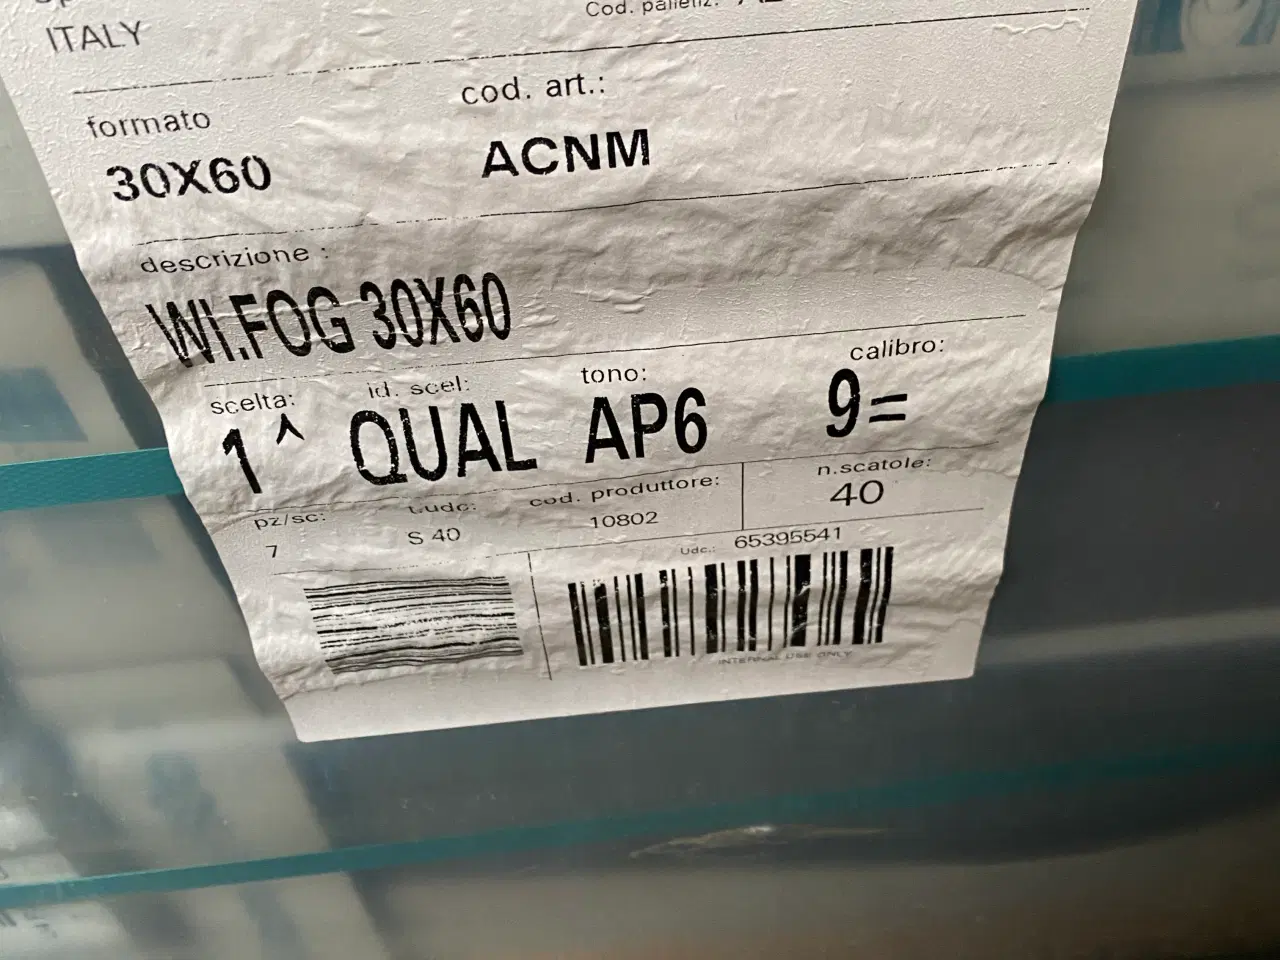 ITALY
Cod. palletiz.:
formato
cod. art.:
30X60
ACNM
descrizione :
WI.FOG 30X60
scelta:
id. scel:
tono:
calibro:
1^
QUAL
AP6
9=
pz/sc:
t.udc:
cod. produttore:
n.scatole:
7
S 40
10802
40
Udc.: 65395541
INTERNAL USE ONLY